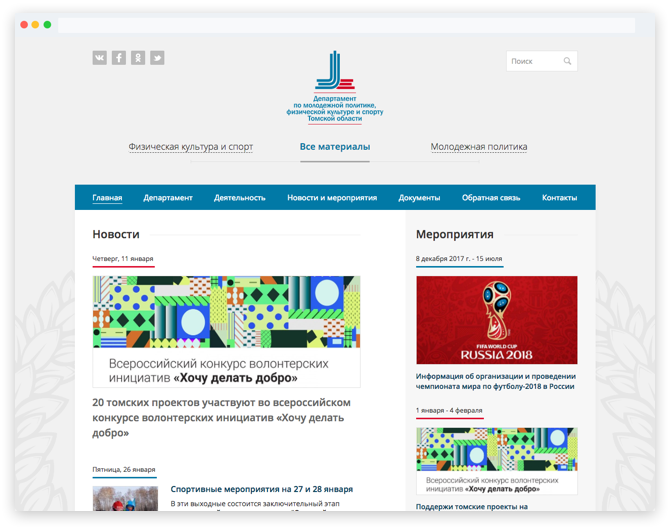 Поиск
Департамент
по молодежной политике,
физической культуре и спорту
Томской области
Физическая культура и спорт
Все материалы
Молодежная политика
Главная Департамент Деятельность Новости и мероприятия Документы Обратная связь Контакты
Новости
Четверг, 11 января
Всероссийский конкурс волонтерских
инициатив «Хочу делать добро»
20 томских проектов участвуют во всероссийском
конкурсе волонтерских инициатив «Хочу делать
добро»
Пятница, 26 января
Спортивные мероприятия на 27 и 28 января
В эти выходные состоится заключительный этап
Мероприятия
8 декабря 2017 г. - 15 июля
FIFA WORLD CUP
RUSSIA 2018
Информация об организации и проведении
чемпионата мира по футболу-2018 в России
1 января - 4 февраля
Всероссийский конкурс волонтерских
инициатив «Хочу делать добро»
Поддержи томские проекты на